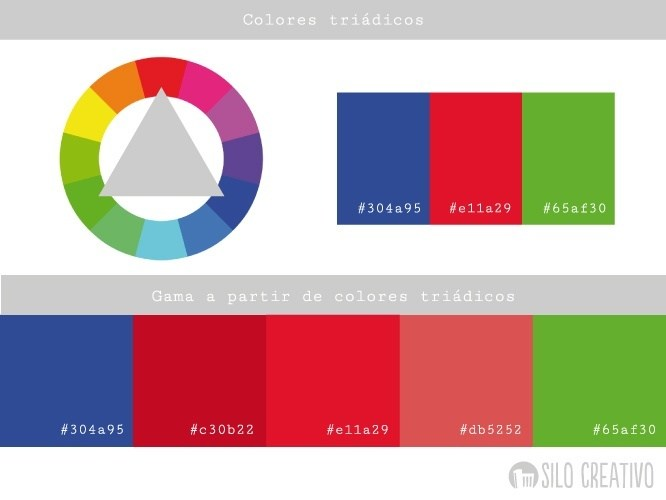 Colores triádicos
#304a95 #e11a29 #65af30
Gama a partir de colores triádicos
#304a95 #c30b22 #e11a29 #db5252 #65af30
SILO CREATIVO